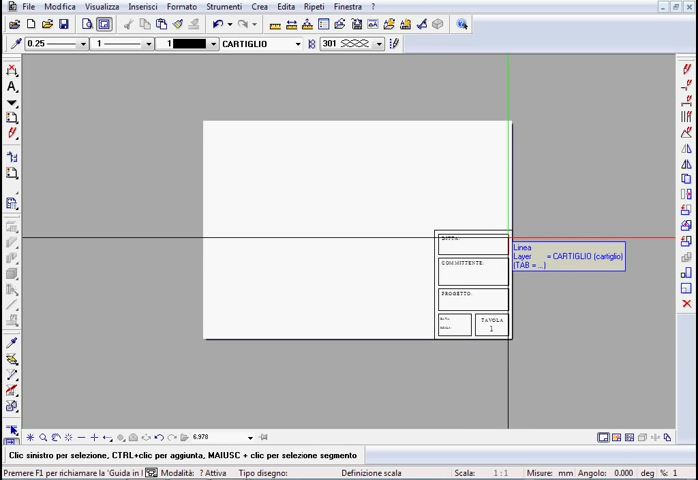 File Modifica Visualizza Inserisci Formato Strumenti Crea Edita Ripeti Finestra ?
0.25 1 1 CARTIGLIO 301
DITTA:
Linea
Layer = CARTIGLIO (cartiglio)
(TAB = ...)
COMMITTENTE:
PROGETTO:
TAVOLA
1
6.978
Clic sinistro per selezione, CTRL+clic per aggiunta, MAIUSC + clic per selezione segmento
Premere F1 per richiamare la 'Guida in l Modalità: ? Attiva Tipo disegno: Definizione scala Scala: 1 : 1 Misure: mm Angolo: 0.000 deg %: 1